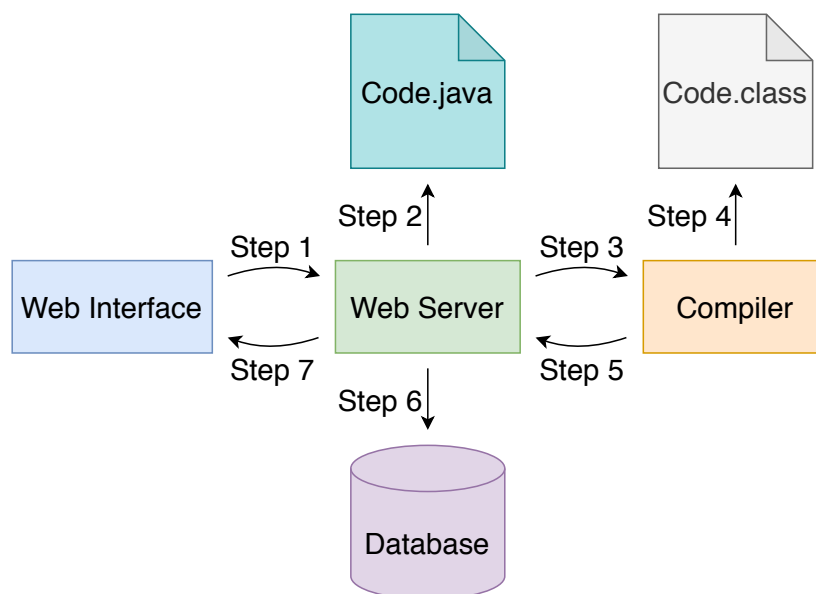 Code.java
Code.class
Step 2
Step 4
Step 1
Step 3
Web Interface
Web Server
Compiler
Step 7
Step 5
Step 6
Database